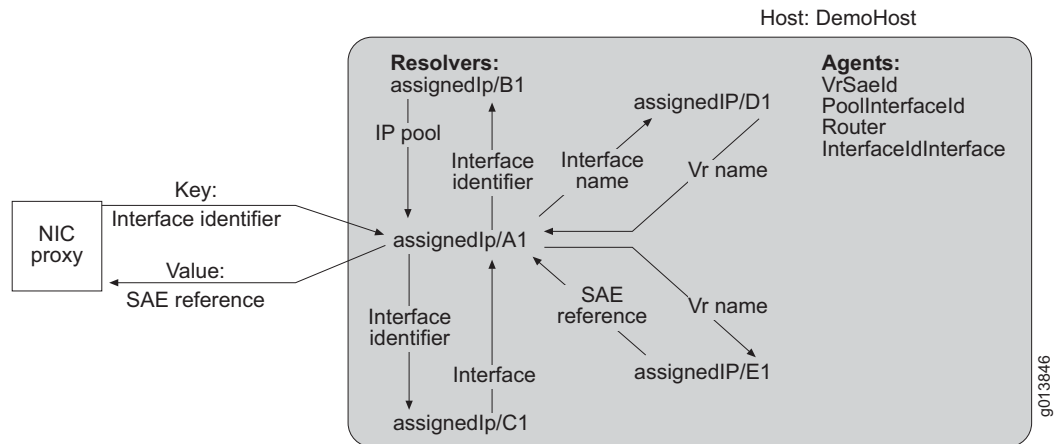 Host: DemoHost
Resolvers:
assignedIp/B1
Agents:
VrSaeId
PoolInterfaceId
Router
InterfaceIdInterface
assignedIP/D1
IP pool
Interface
identifier
Interface
name
Vr name
Key:
Interface identifier
NIC
proxy
assignedIp/A1
Value:
SAE reference
SAE
reference
Vr name
Interface
identifier
Interface
assignedIP/E1
assignedIp/C1
g013846